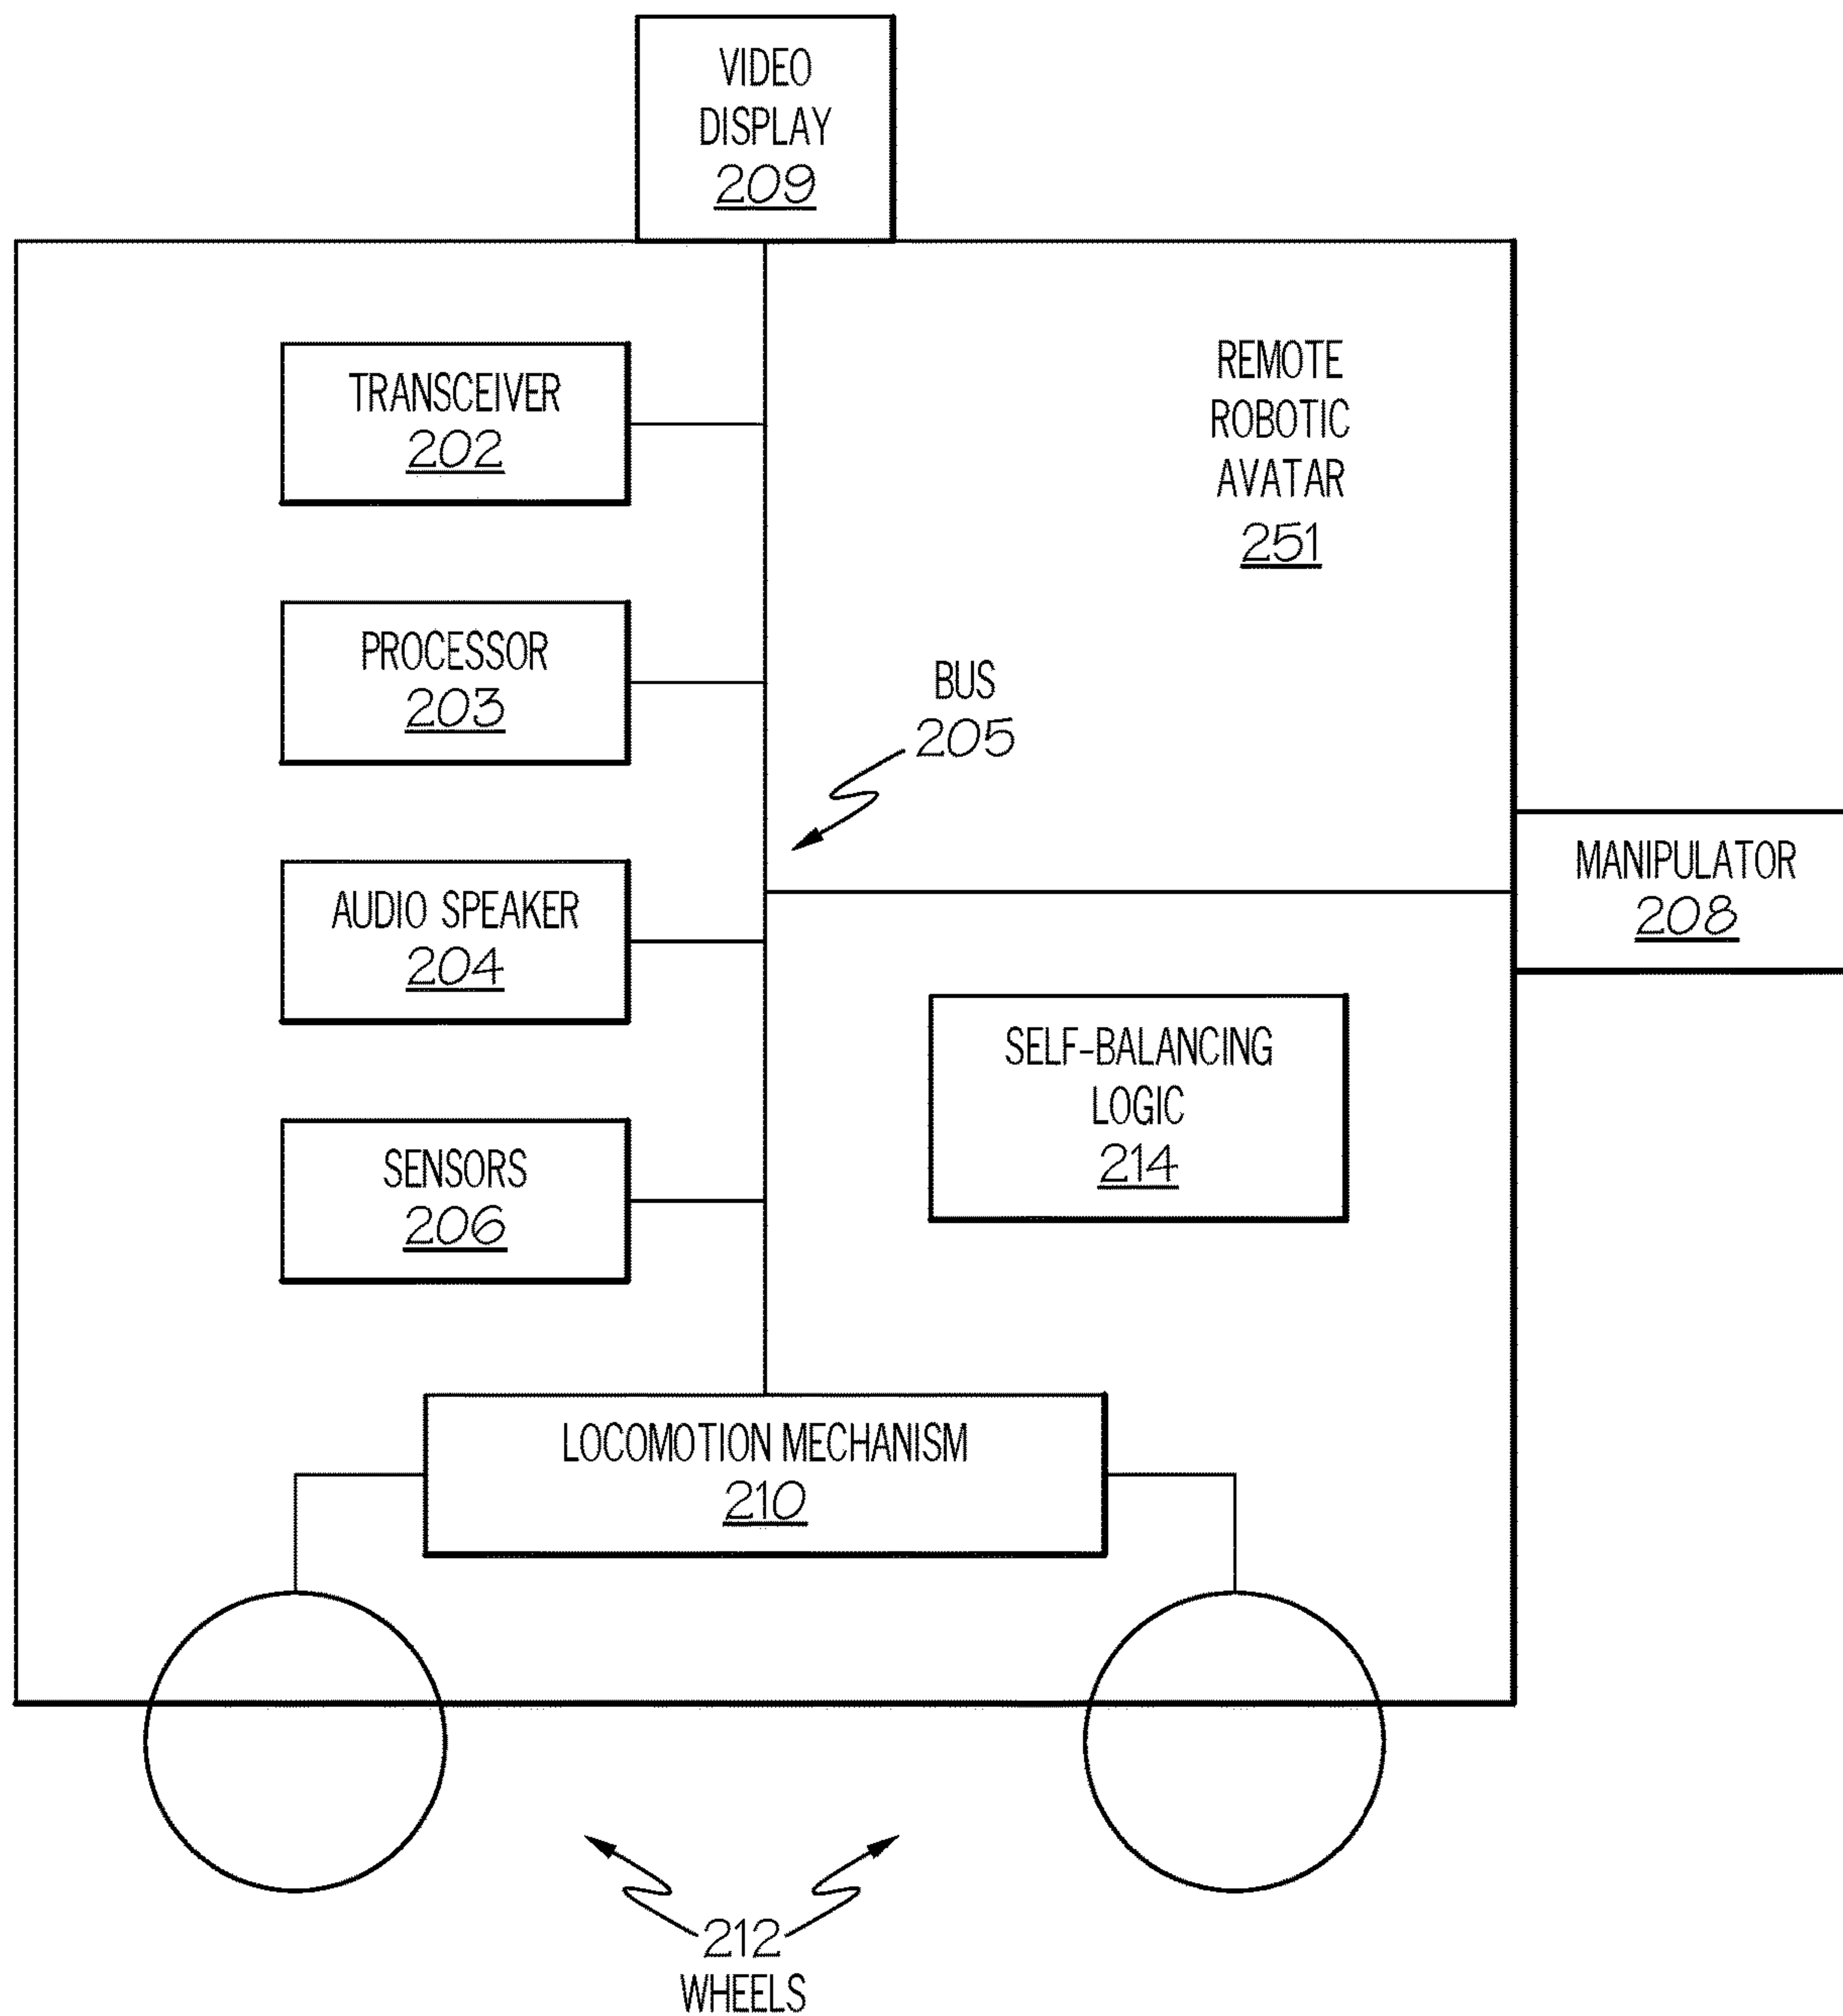 VIDEO
DISPLAY
209
TRANSCEIVER
202
REMOTE
ROBOTIC
AVATAR
251
PROCESSOR
203
BUS
205
AUDIO SPEAKER
204
MANIPULATOR
208
SELF-BALANCING
LOGIC
214
SENSORS
206
LOCOMOTION MECHANISM
210
212
WHEELS